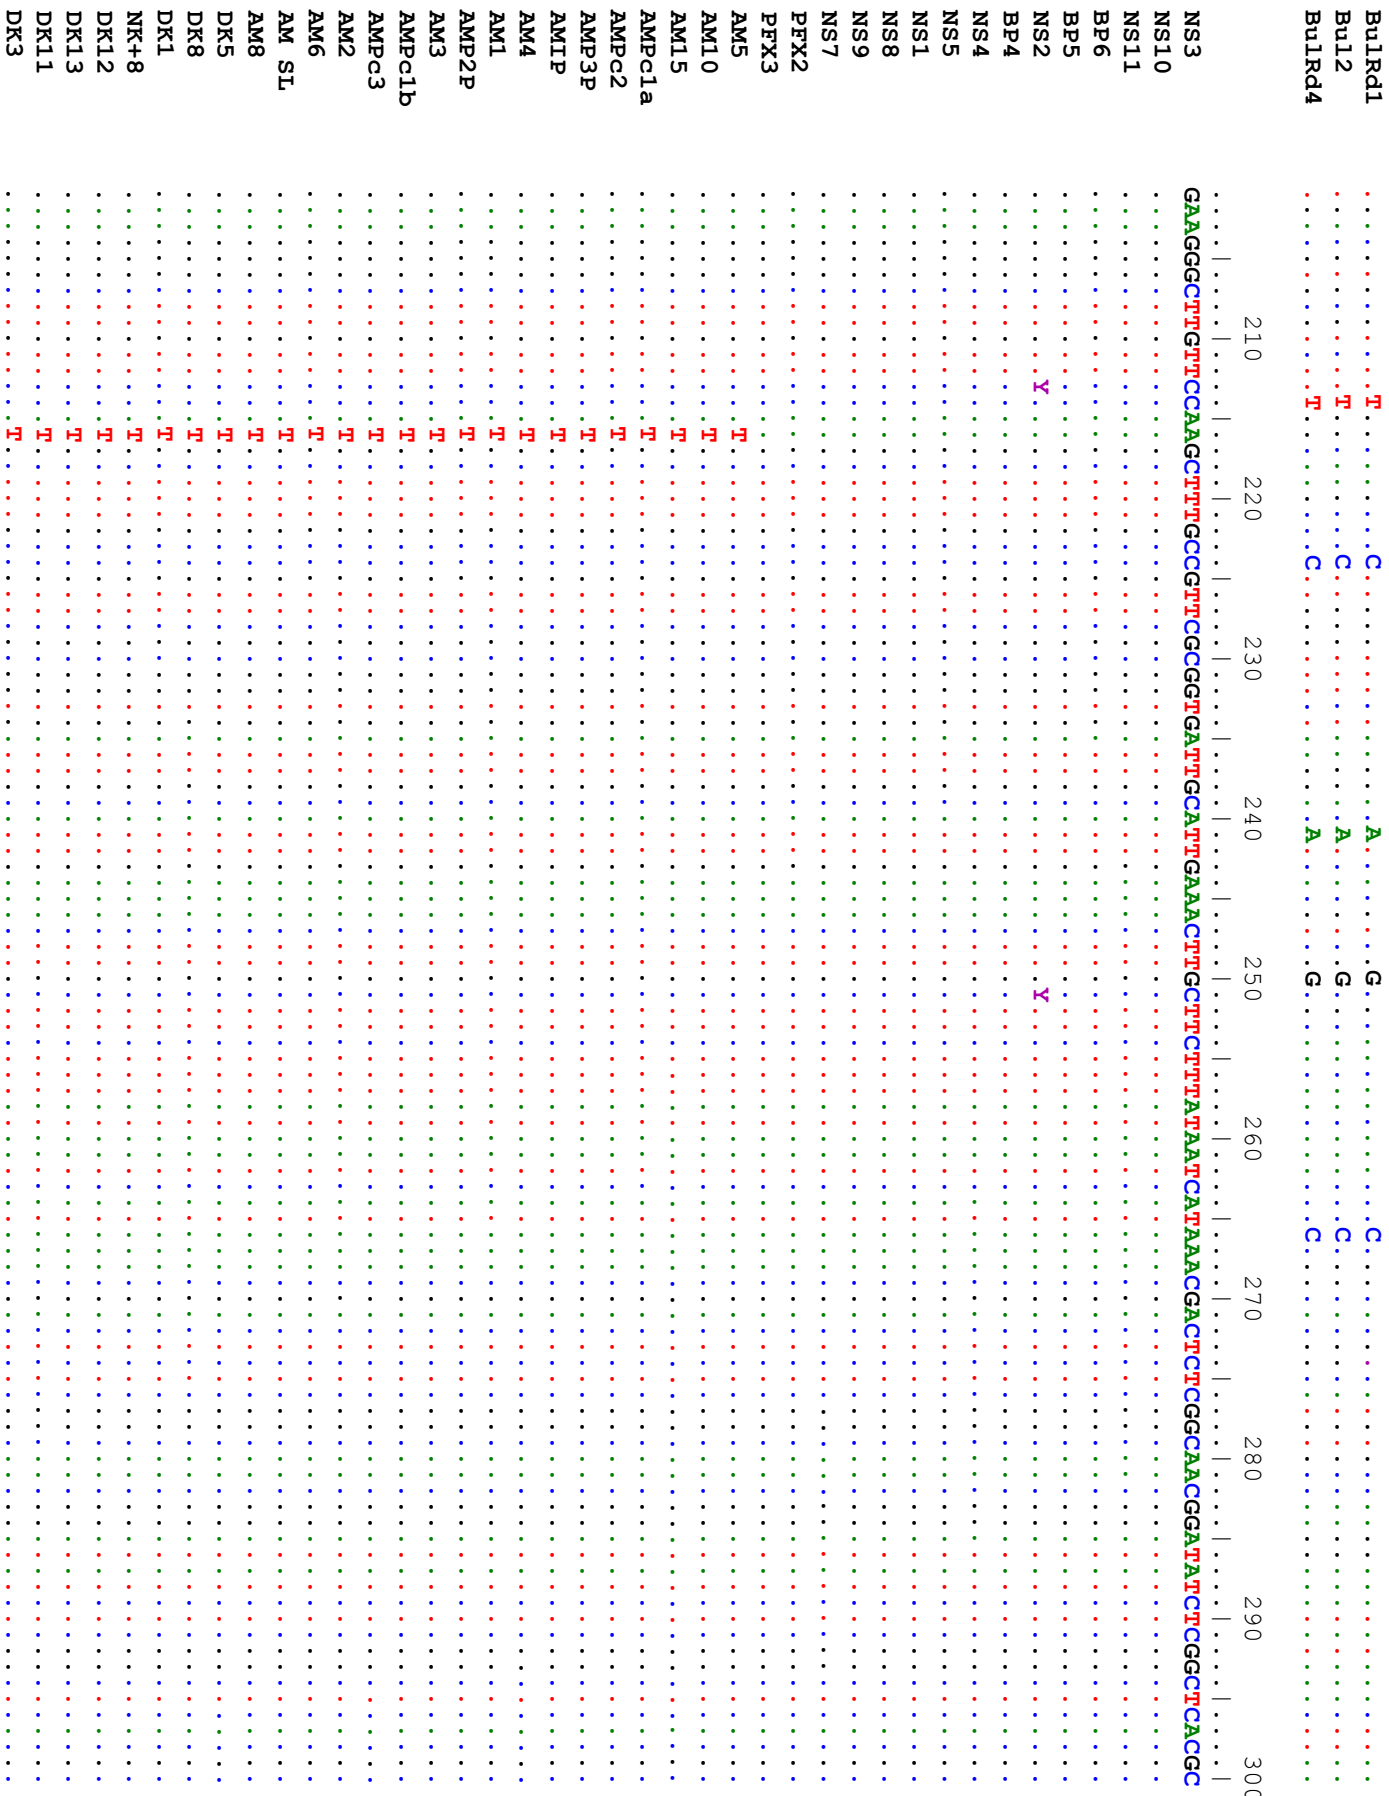 BulRd1 T C A G C
Bul2 T C A G C
BulRd4 T C A G C
210 220 230 240 250 260 270 280 290 300
NS3 GAAGGGCTTGTTCCAAGCTTTGCCGTTCGCGGTGATTGCATTGAAACTTGCTTCTTTATAATCATAAACGACTCTCGGCAACGGATATCTCGGCTCACGC
NS10
NS11
BP6
BP5
NS2 Y Y
BP4
NS4
NS5
NS1
NS8
NS9
NS7
PFX2
PFX3
AM5 T
AM10 T
AM15 T
AMPc1a T
AMPc2 T
AMP3P T
AMIP T
AM4 T
AM1 T
AMP2P T
AM3 T
AMPc1b T
AMPc3 T
AM2 T
AM6 T
AM SL T
AM8 T
DK5 T
DK8 T
DK1 T
NK+8 T
DK12 T
DK13 T
DK11 T
DK3 T